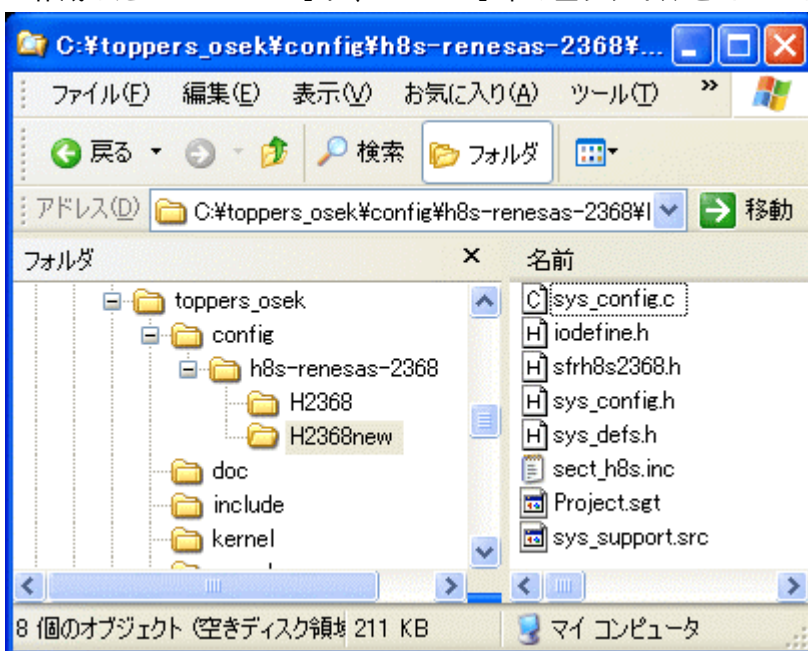 C:¥toppers_osek¥config¥h8s-renesas-2368¥...
ファイル(F) 編集(E) 表示(V) お気に入り(A) ツール(T) »
戻る 検索 フォルダ
アドレス(D) C:¥toppers_osek¥config¥h8s-renesas-2368¥ 移動
フォルダ × 名前
toppers_osek
config
h8s-renesas-2368
H2368
H2368new
doc
include
kernel
sys_config.c
iodefine.h
sfrh8s2368.h
sys_config.h
sys_defs.h
sect_h8s.inc
Project.sgt
sys_support.src
8 個のオブジェクト (空きディスク領域 211 KB マイ コンピュータ